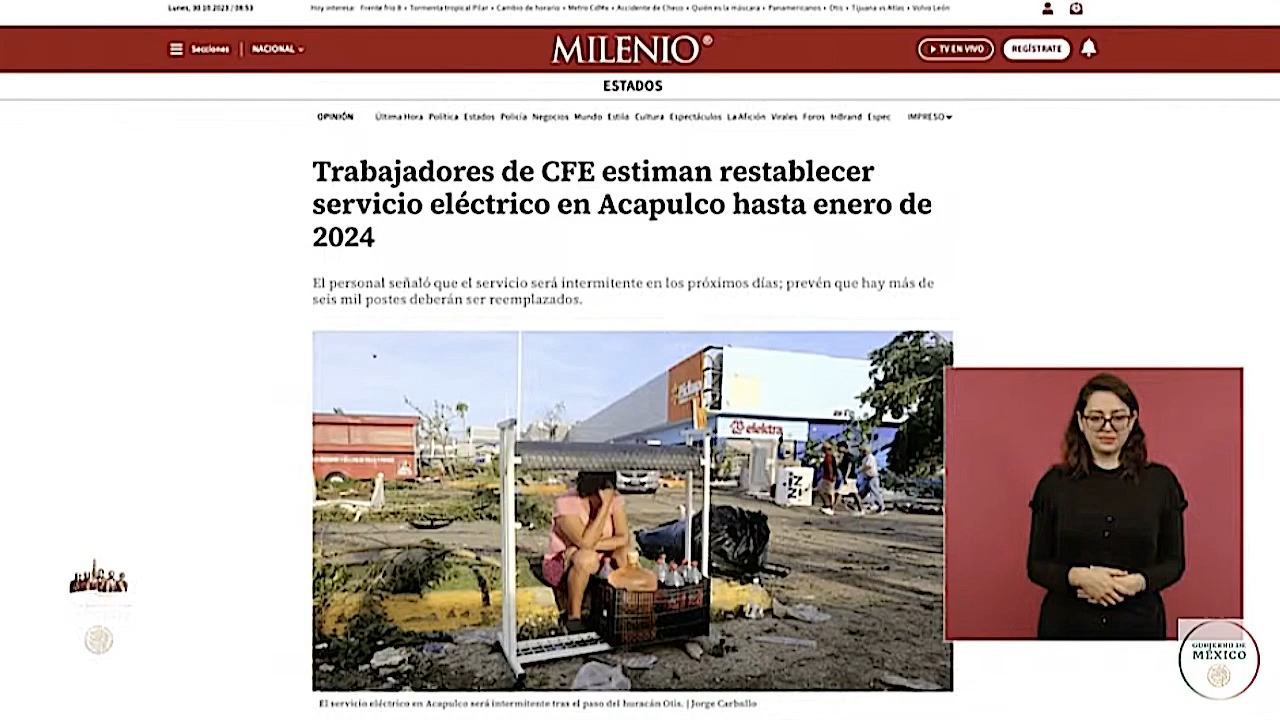 Lunes, 30.10.2023 / 08:53
Hoy interesa: Frente frío 8 • Tormenta tropical Pilar • Cambio de horario • Metro CdMx • Accidente de Checo • Quién es la máscara • Panamericanos • Otis • Tijuana vs Atlas • Volvo León
Secciones NACIONAL
MILENIO®
TV EN VIVO
REGÍSTRATE
ESTADOS
OPINIÓN Última Hora Política Estados Policía Negocios Mundo Estilo Cultura Espectáculos La Afición Virales Foros InBrand Espec IMPRESO
Trabajadores de CFE estiman restablecer
servicio eléctrico en Acapulco hasta enero de
2024
El personal señaló que el servicio será intermitente en los próximos días; prevén que hay más de
seis mil postes deberán ser reemplazados.
elektra
El servicio eléctrico en Acapulco será intermitente tras el paso del huracán Otis. | Jorge Carballo
GOBIERNO DE
MÉXICO